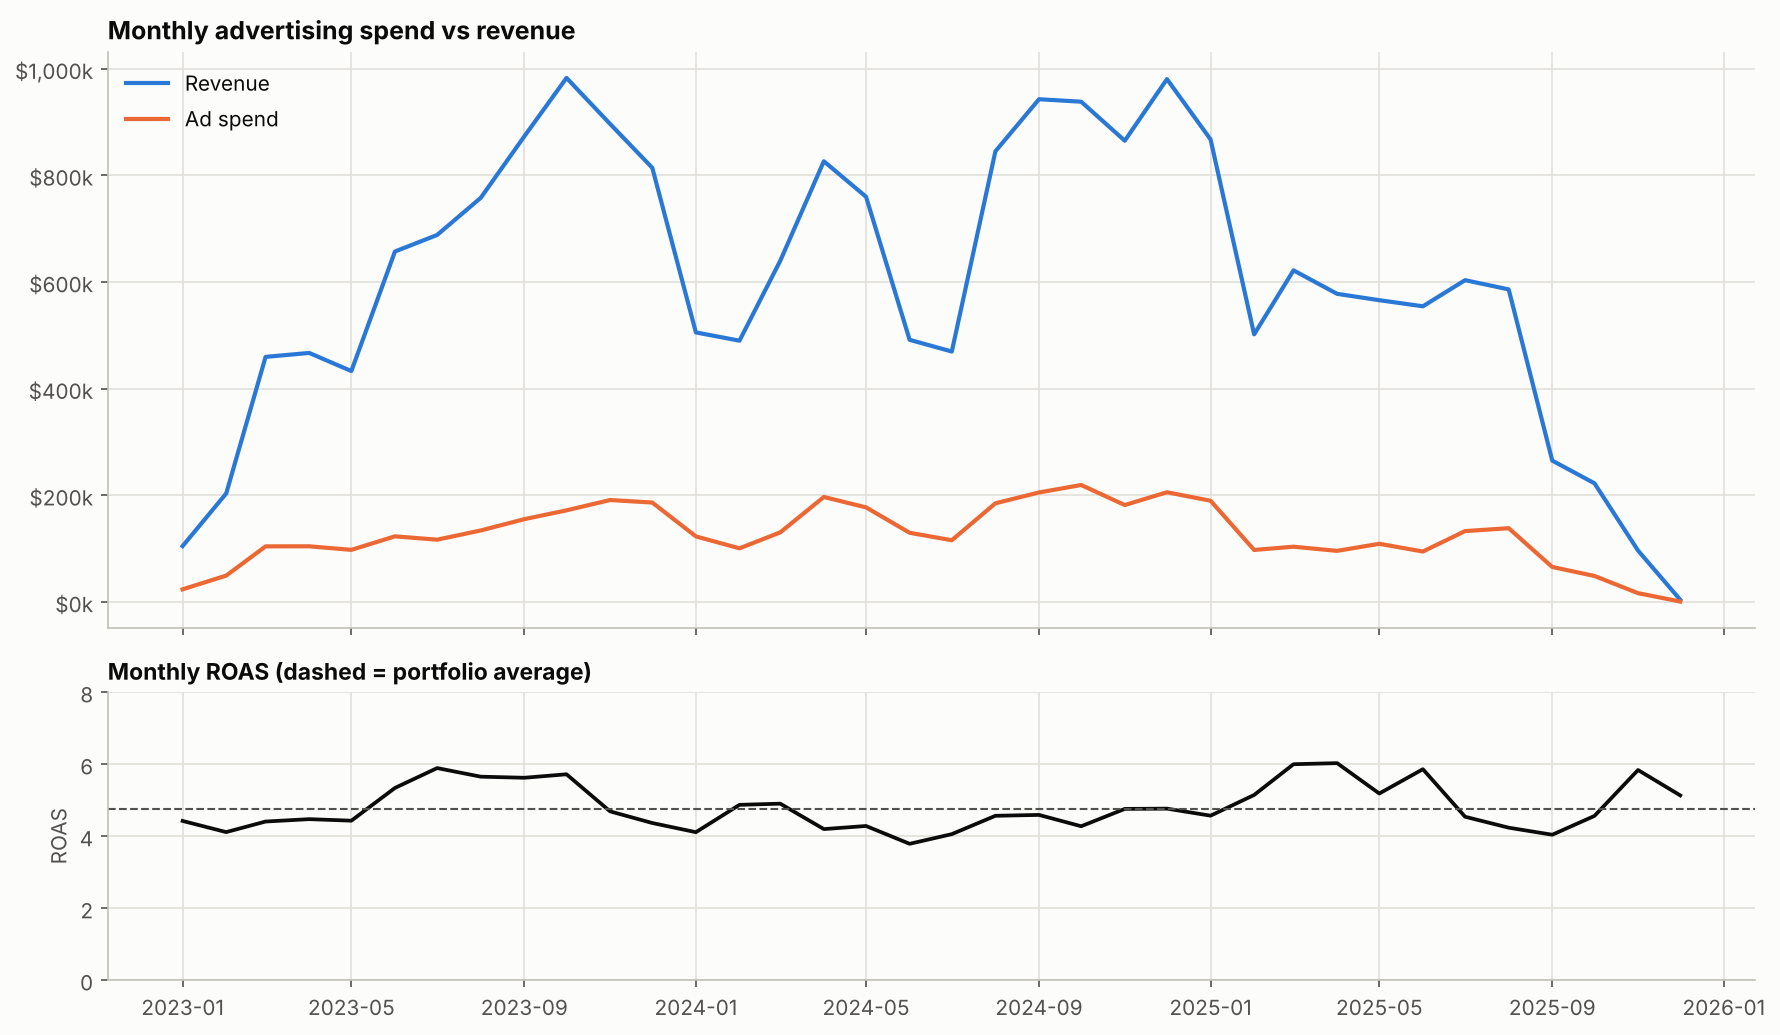 Monthly advertising spend vs revenue
$1,000k
$800k
$600k
$400k
$200k
$0k
Revenue
Ad spend
Monthly ROAS (dashed = portfolio average)
8
6
4
2
0
ROAS
2023-01
2023-05
2023-09
2024-01
2024-05
2024-09
2025-01
2025-05
2025-09
2026-01